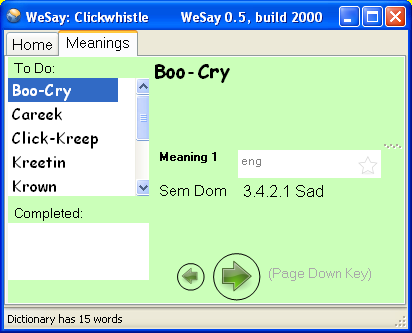 WeSay: Clickwhistle WeSay 0.5, build 2000
Home Meanings
To Do:
Boo-Cry
Careek
Click-Kreep
Kreetin
Krown
Completed:
Boo-Cry
Meaning 1 eng
Sem Dom 3.4.2.1 Sad
(Page Down Key)
Dictionary has 15 words